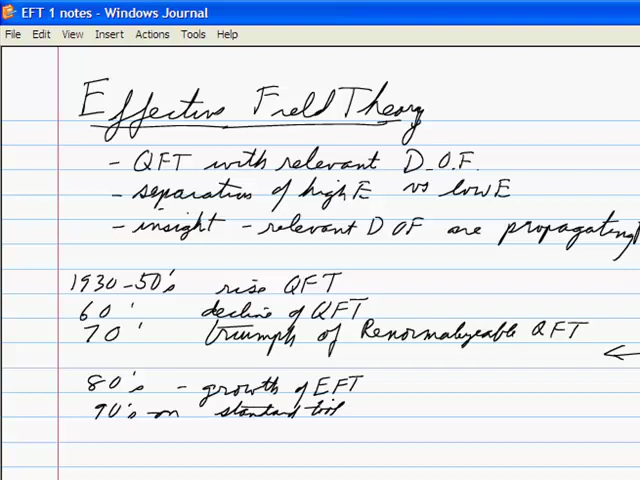 EFT 1 notes - Windows Journal
File Edit View Insert Actions Tools Help
Effective Field Theory
- QFT with relevant D.O.F.
- separation of high E vs low E
- insight - relevant DOF are propagating
1930-50's rise QFT
60' decline of QFT
70' triumph of Renormalizeable QFT
80's - growth of EFT
90's on standard tool